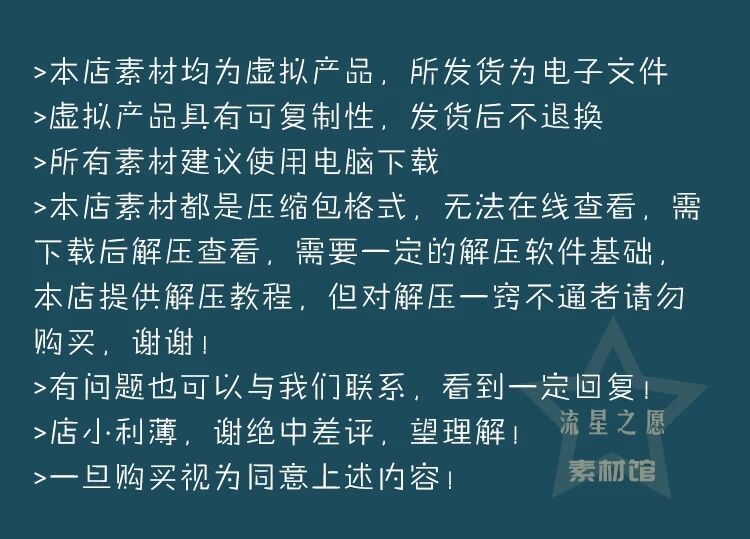 >本店素材均为虚拟产品，所发货为电子文件
>虚拟产品具有可复制性，发货后不退换
>所有素材建议使用电脑下载
>本店素材都是压缩包格式，无法在线查看，需
下载后解压查看，需要一定的解压软件基础，
本店提供解压教程，但对解压一窍不通者请勿
购买，谢谢！
>有问题也可以与我们联系，看到一定回复！
>店小利薄，谢绝中差评，望理解！
>一旦购买视为同意上述内容！
流星之愿
素材馆